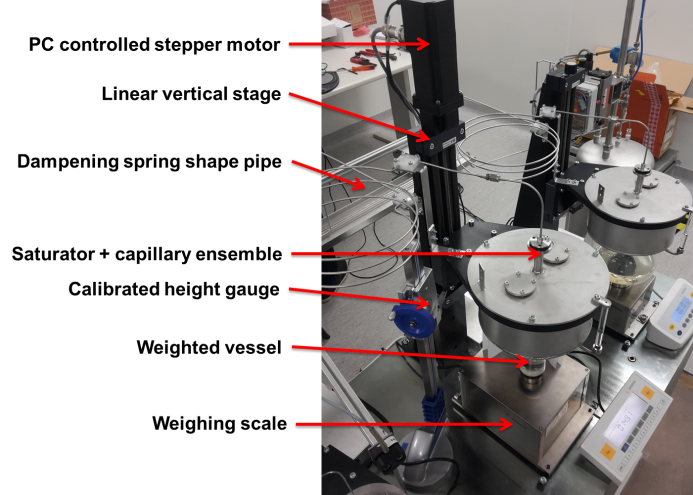 PC controlled stepper motor
Linear vertical stage
Dampening spring shape pipe
Saturator + capillary ensemble
Calibrated height gauge
Weighted vessel
Weighing scale